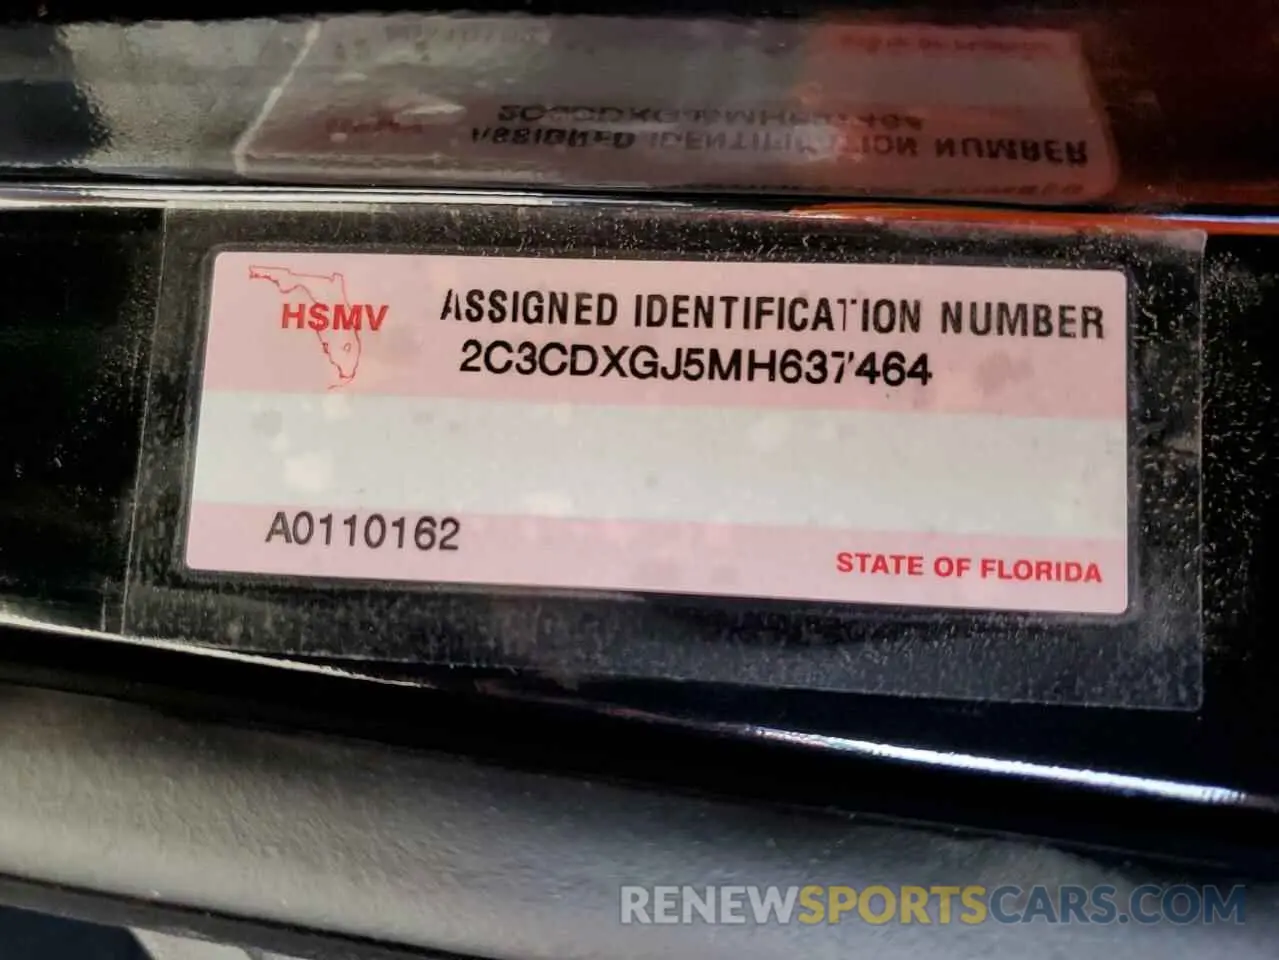 HSMV
ASSIGNED IDENTIFICATION NUMBER
2C3CDXGJ5MH637464
A0110162
STATE OF FLORIDA
RENEWSPORTSCARS.COM